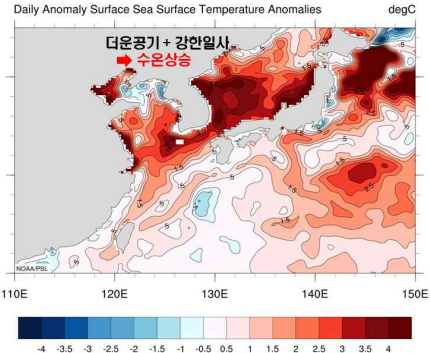 Daily Anomaly Surface Sea Surface Temperature Anomalies degC
더운공기 + 강한일사
➡ 수온상승
NOAA/PSL
110E 120E 130E 140E 150E
-4 -3.5 -3 -2.5 -2 -1.5 -1 -0.5 0.5 1 1.5 2 2.5 3 3.5 4